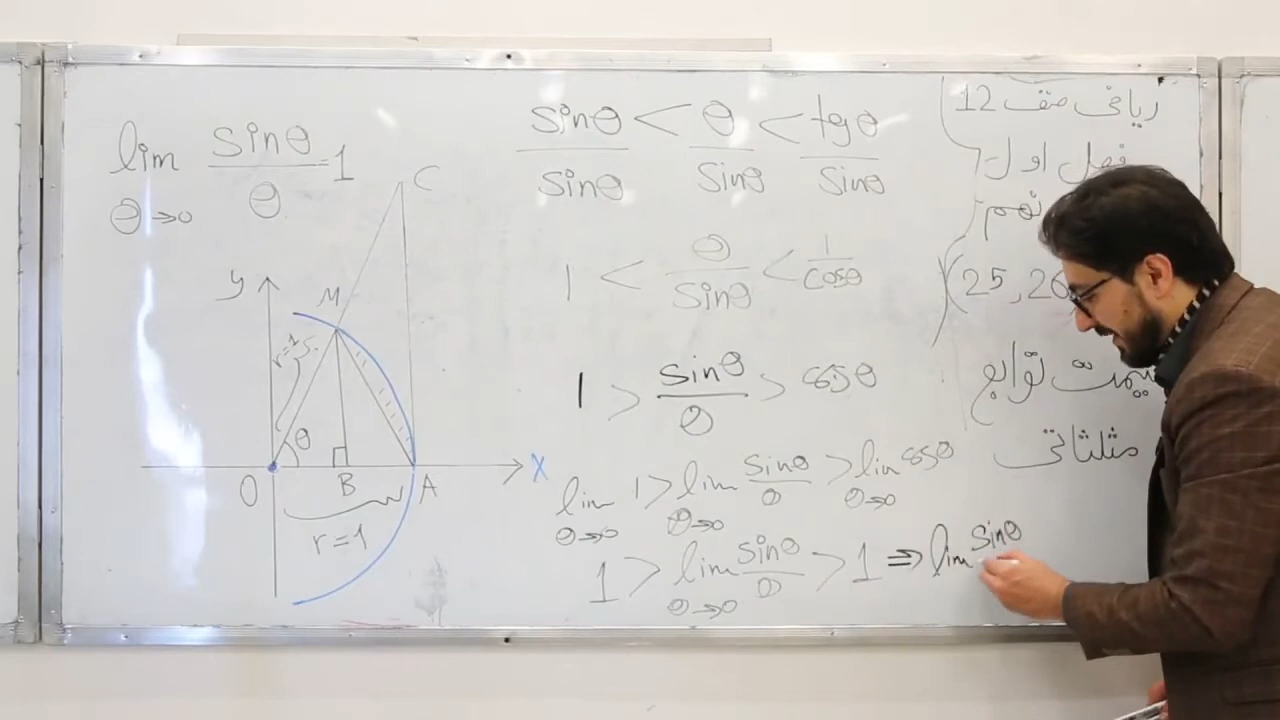 lim sinθ/θ = 1
θ→0
y
M
C
r=1
θ
O
B
A
X
r=1
sinθ/sinθ < θ/sinθ < tgθ/sinθ
1 < θ/sinθ < 1/cosθ
1 > sinθ/θ > cosθ
lim 1 > lim sinθ/θ > lim cosθ
θ→0 θ→0 θ→0
1 > lim sinθ/θ > 1 ⇒ lim sinθ
θ→0
ریاضی صنف 12
فصل اول
(25,26
لیمت توابع
مثلثاتی